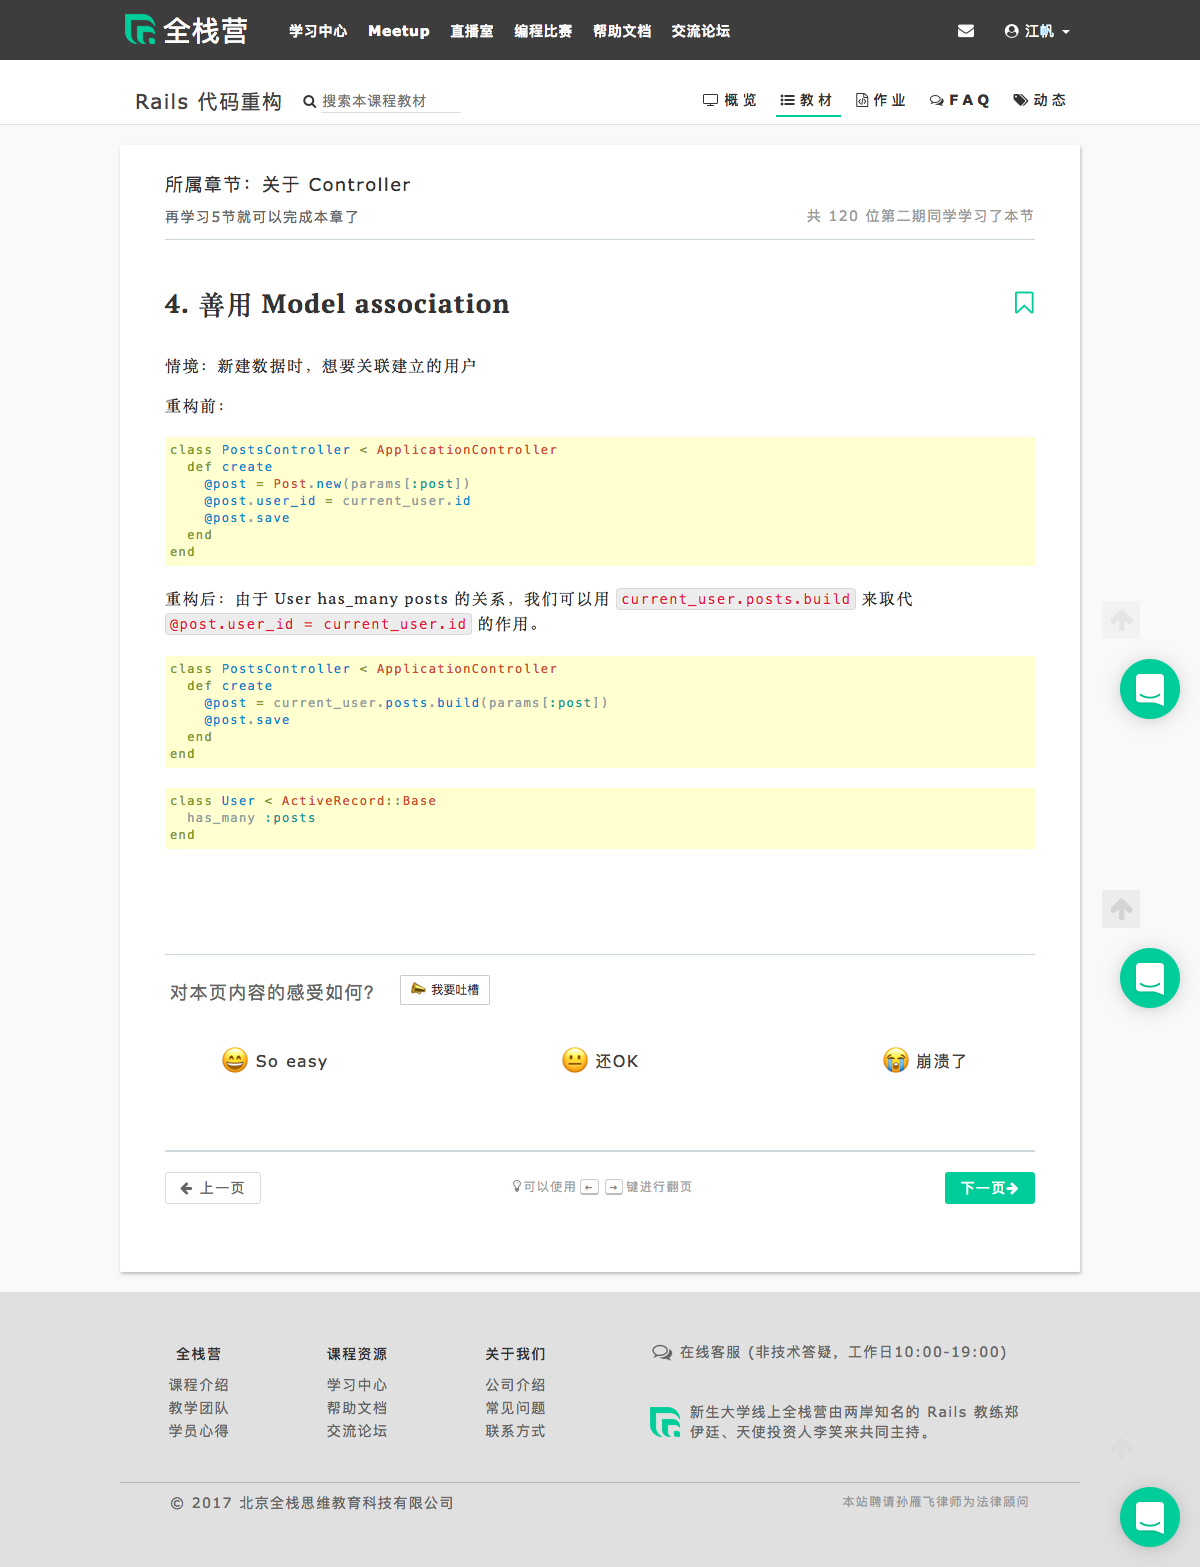 全栈营
学习中心 Meetup 直播室 编程比赛 帮助文档 交流论坛 江帆
Rails 代码重构 搜索本课程教材 概览 教材 作业 FAQ 动态
所属章节：关于 Controller
再学习5节就可以完成本章了 共 120 位第二期同学学习了本节
4. 善用 Model association
情境：新建数据时，想要关联建立的用户
重构前：
class PostsController < ApplicationController
  def create
    @post = Post.new(params[:post])
    @post.user_id = current_user.id
    @post.save
  end
end
重构后：由于 User has_many posts 的关系，我们可以用 current_user.posts.build 来取代
@post.user_id = current_user.id 的作用。
class PostsController < ApplicationController
  def create
    @post = current_user.posts.build(params[:post])
    @post.save
  end
end
class User < ActiveRecord::Base
  has_many :posts
end
对本页内容的感受如何？ 我要吐槽
So easy 还OK 崩溃了
上一页 可以使用 ← → 键进行翻页 下一页
全栈营 课程资源 关于我们 在线客服 (非技术答疑，工作日10:00-19:00)
课程介绍 学习中心 公司介绍
教学团队 帮助文档 常见问题
学员心得 交流论坛 联系方式
新生大学线上全栈营由两岸知名的 Rails 教练郑
伊廷、天使投资人李笑来共同主持。
© 2017 北京全栈思维教育科技有限公司 本站聘请孙雁飞律师为法律顾问